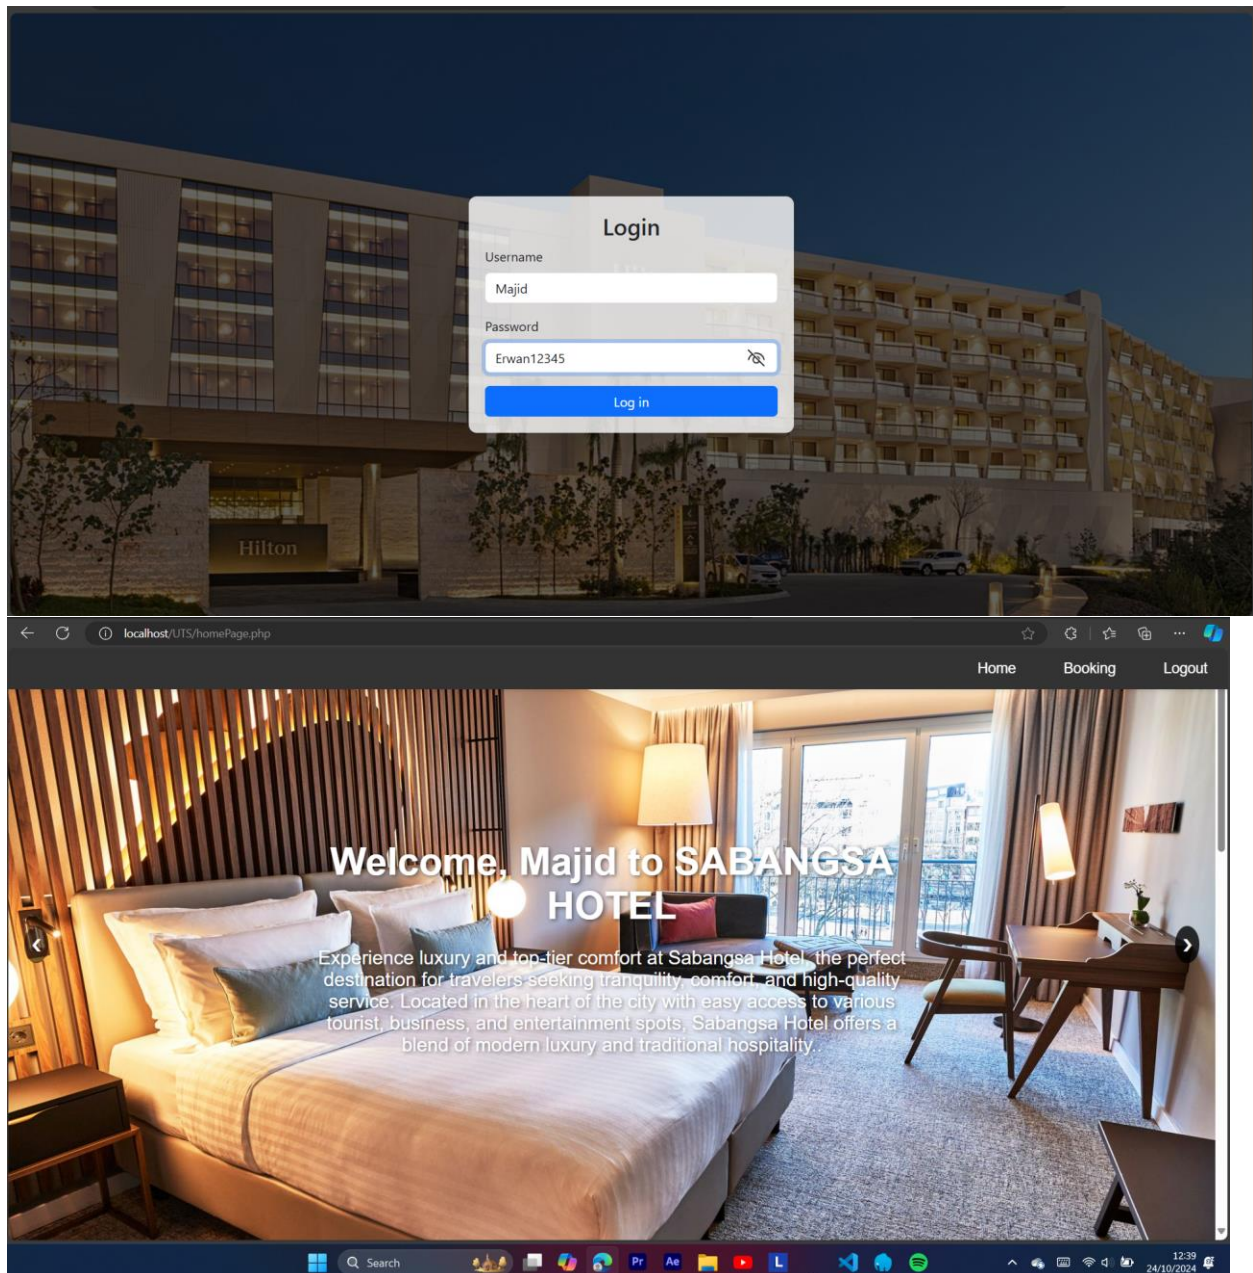 Login
Username
Majid
Password
Erwan12345
Log in
Hilton
localhost/UTS/homePage.php
Home Booking Logout
Welcome, Majid to SABANGSA
HOTEL
Experience luxury and top-tier comfort at Sabangsa Hotel, the perfect
destination for travelers seeking tranquility, comfort, and high-quality
service. Located in the heart of the city with easy access to various
tourist, business, and entertainment spots, Sabangsa Hotel offers a
blend of modern luxury and traditional hospitality..
Search
Pr
Ae
L
12:39
24/10/2024